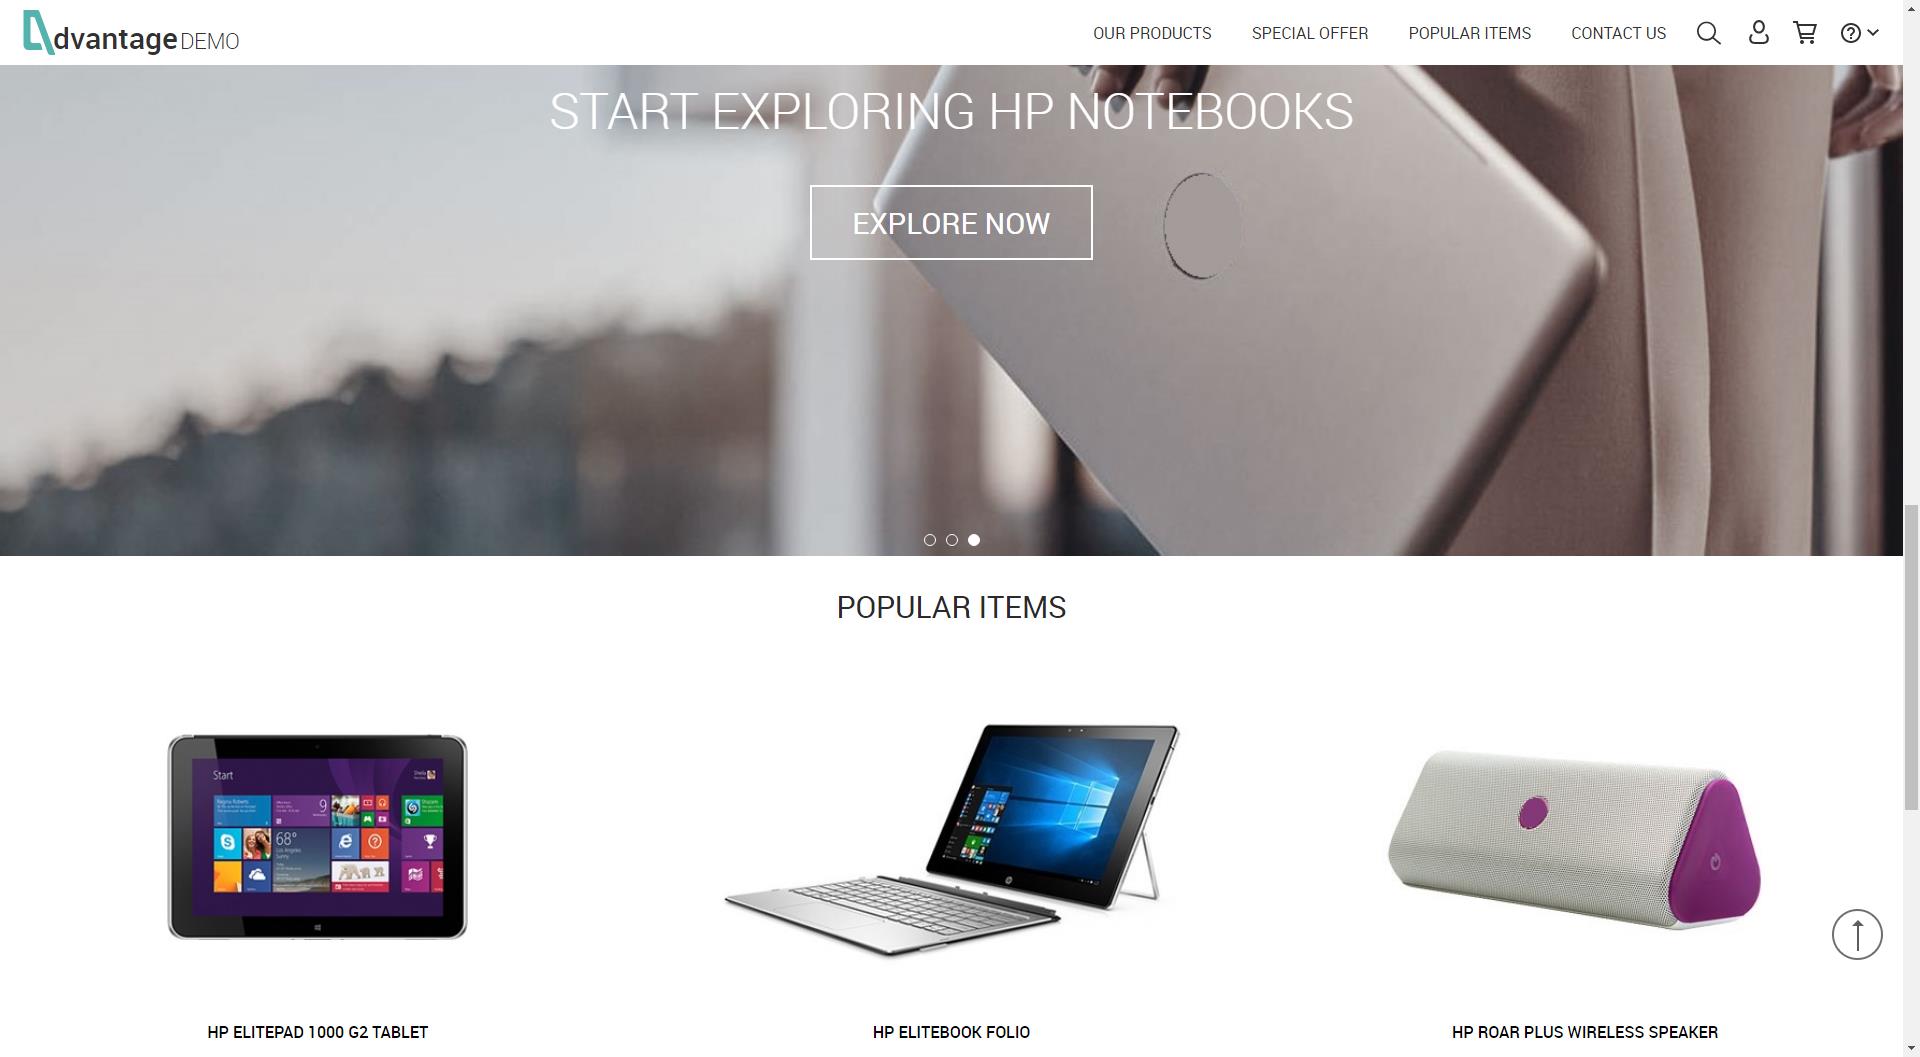 dvantage DEMO
OUR PRODUCTS
SPECIAL OFFER
POPULAR ITEMS
CONTACT US
START EXPLORING HP NOTEBOOKS
EXPLORE NOW
POPULAR ITEMS
Start
68°
HP ELITEPAD 1000 G2 TABLET
HP ELITEBOOK FOLIO
HP ROAR PLUS WIRELESS SPEAKER